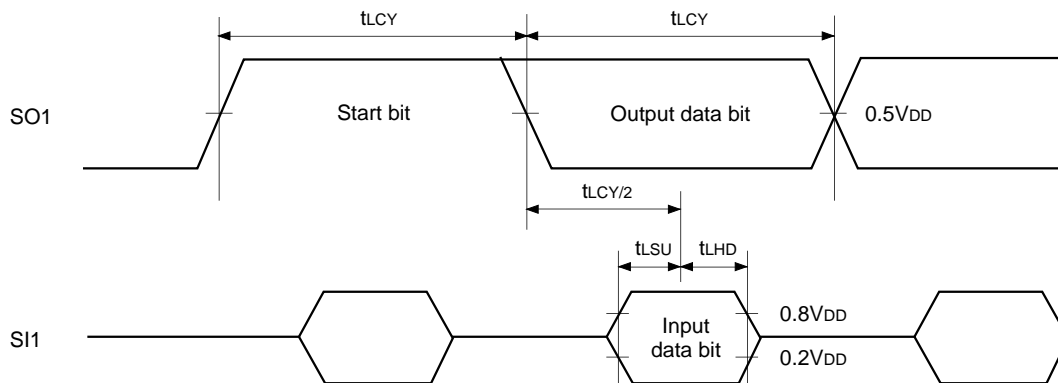 tLCY tLCY
SO1 Start bit Output data bit 0.5VDD
tLCY/2
tLSU tLHD
0.8VDD
SI1 Input
data bit 0.2VDD